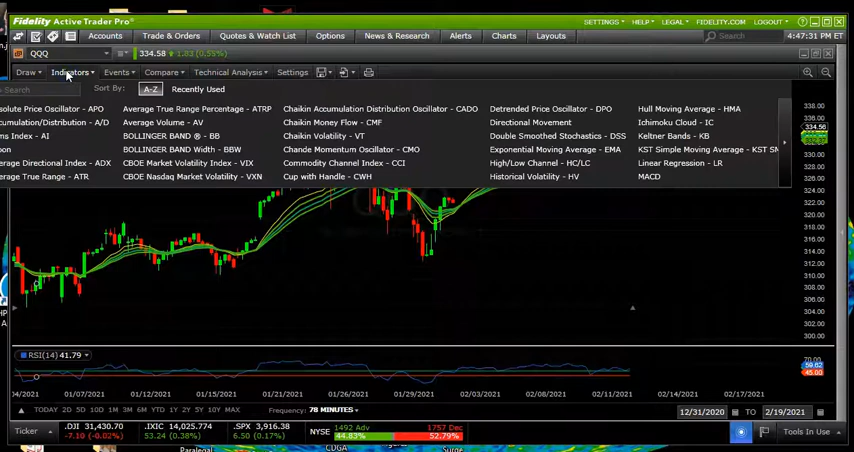 Fidelity Active Trader Pro®
SETTINGS HELP LEGAL FIDELITY.COM LOGOUT
Accounts Trade & Orders Quotes & Watch List Options News & Research Alerts Charts Layouts Search
4:47:31 PM ET
QQQ 334.58 1.83 (0.55%)
Draw Indicators Events Compare Technical Analysis Settings
Search Sort By: A-Z Recently Used
solute Price Oscillator - APO Average True Range Percentage - ATRP Chaikin Accumulation Distribution Oscillator - CADO Detrended Price Oscillator - DPO Hull Moving Average - HMA
cumulation/Distribution - A/D Average Volume - AV Chaikin Money Flow - CMF Directional Movement Ichimoku Cloud - IC
ms Index - AI BOLLINGER BAND ® - BB Chaikin Volatility - VT Double Smoothed Stochastics - DSS Keltner Bands - KB
oon BOLLINGER BAND Width - BBW Chande Momentum Oscillator - CMO Exponential Moving Average - EMA KST Simple Moving Average - KST SM
erage Directional Index - ADX CBOE Market Volatility Index - VIX Commodity Channel Index - CCI High/Low Channel - HC/LC Linear Regression - LR
erage True Range - ATR CBOE Nasdaq Market Volatility - VXN Cup with Handle - CWH Historical Volatility - HV MACD
338.00
334.56
328.00
326.00
324.00
322.00
320.00
318.00
316.00
314.00
312.00
310.00
308.00
306.00
304.00
302.00
300.00
RSI(14) 41.79
70.00
59.62
45.00
/04/2021 01/07/2021 01/12/2021 01/15/2021 01/21/2021 01/26/2021 01/29/2021 02/03/2021 02/08/2021 02/11/2021 02/14/2021 02/17/2021
TODAY 2D 5D 10D 1M 3M 6M YTD 1Y 2Y 5Y 10Y MAX Frequency: 78 MINUTES 12/31/2020 TO 2/19/2021
Ticker .DJI 31,430.70 .IXIC 14,025.774 .SPX 3,916.38 NYSE 1492 Adv 1757 Dec Tools In Use
-7.10 (-0.02%) 53.24 (0.38%) 6.50 (0.17%) 44.83% 52.79%
HP
A
Paralegal
CDGA
Surge